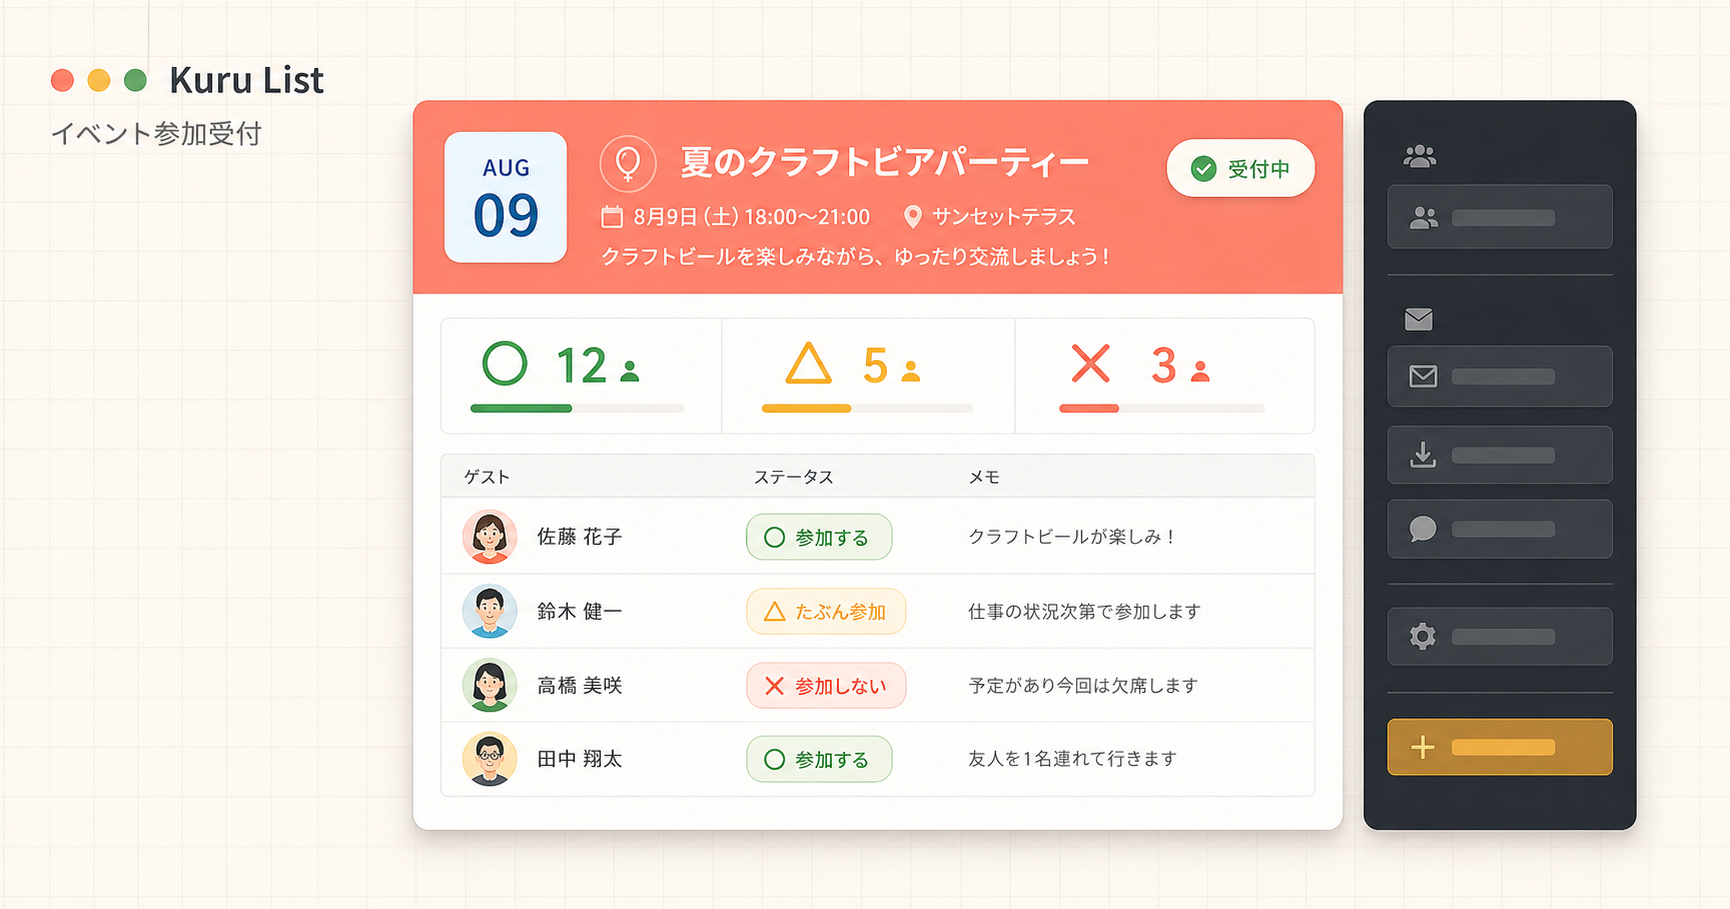 Kuru List
イベント参加受付
AUG
09
夏のクラフトビアパーティー
受付中
8月9日(土)18:00〜21:00 サンセットテラス
クラフトビールを楽しみながら、ゆったり交流しましょう!
12 5 3
ゲスト ステータス メモ
佐藤 花子 参加する クラフトビールが楽しみ!
鈴木 健一 たぶん参加 仕事の状況次第で参加します
高橋 美咲 参加しない 予定があり今回は欠席します
田中 翔太 参加する 友人を1名連れて行きます